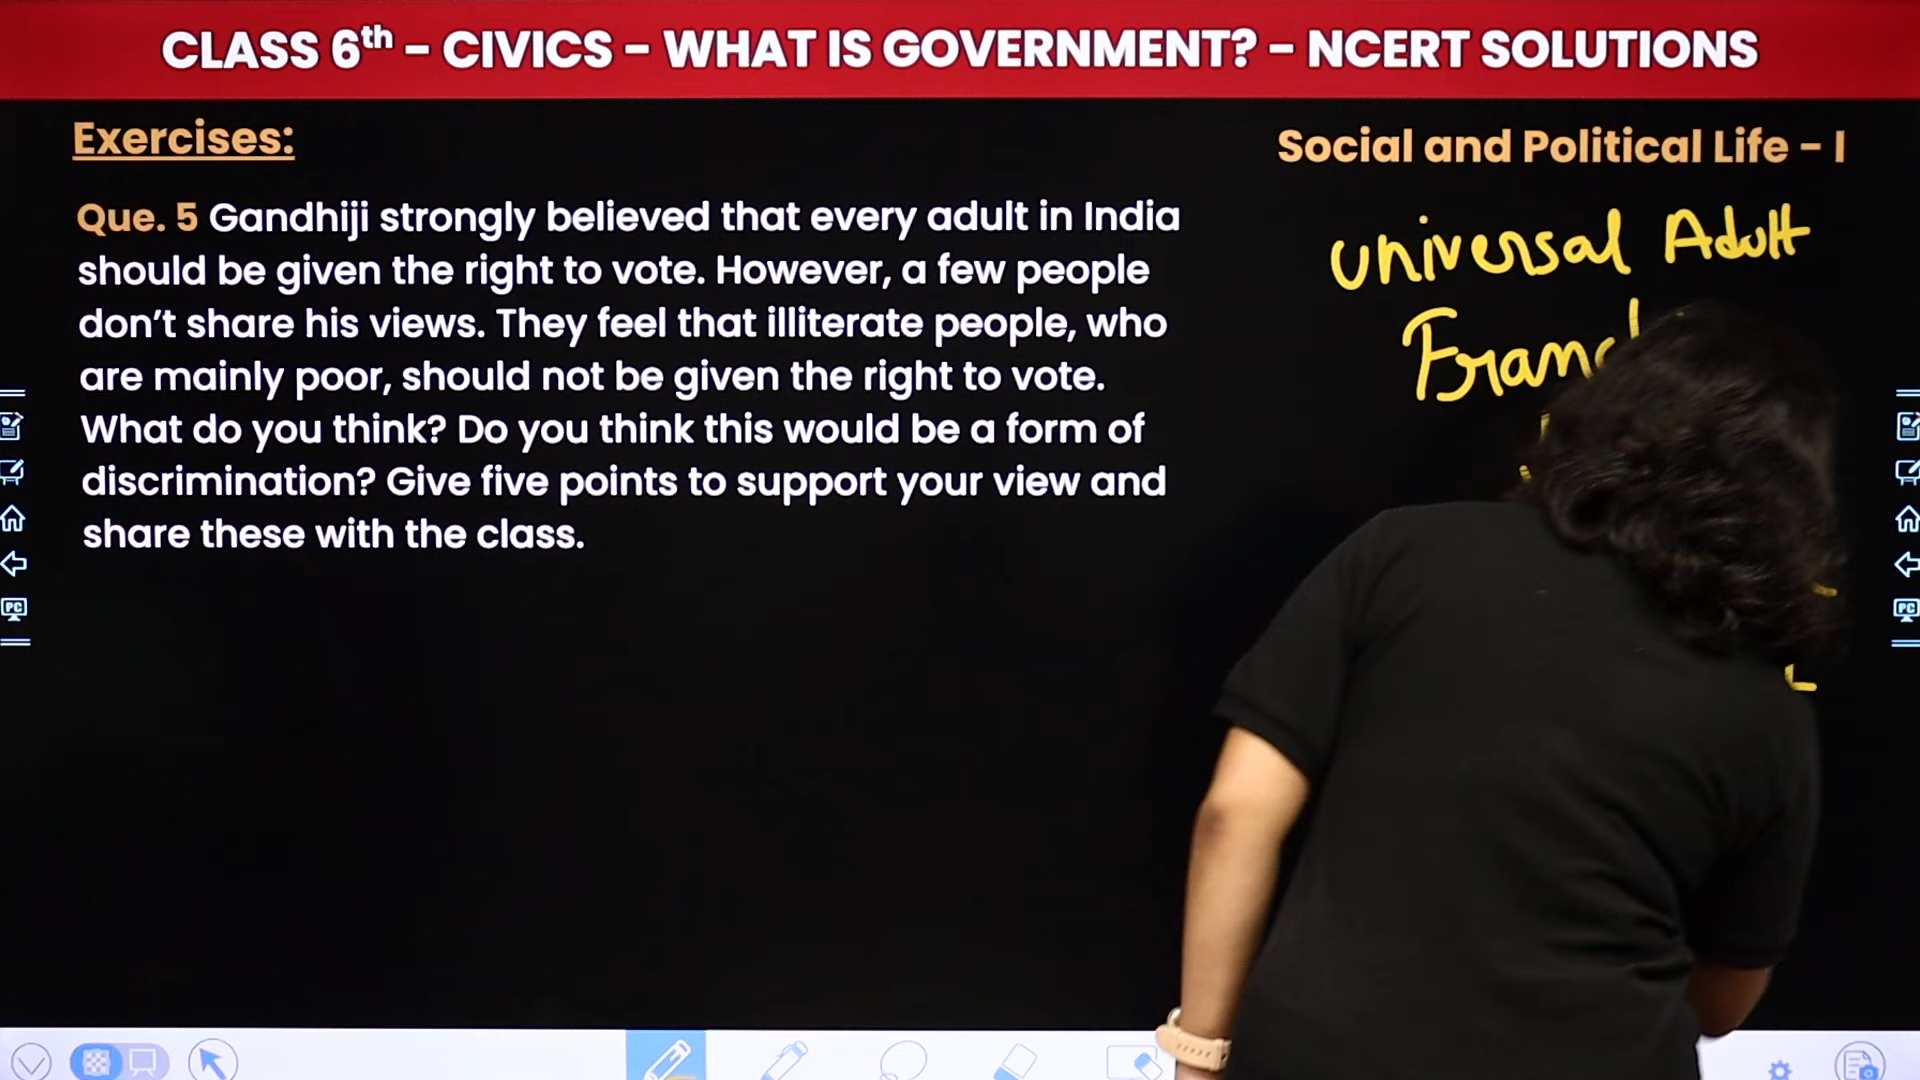 CLASS 6th - CIVICS - WHAT IS GOVERNMENT? - NCERT SOLUTIONS
Exercises:
Social and Political Life - I
Que. 5 Gandhiji strongly believed that every adult in India
should be given the right to vote. However, a few people
don't share his views. They feel that illiterate people, who
are mainly poor, should not be given the right to vote.
What do you think? Do you think this would be a form of
discrimination? Give five points to support your view and
share these with the class.
universal Adult
PC
PC